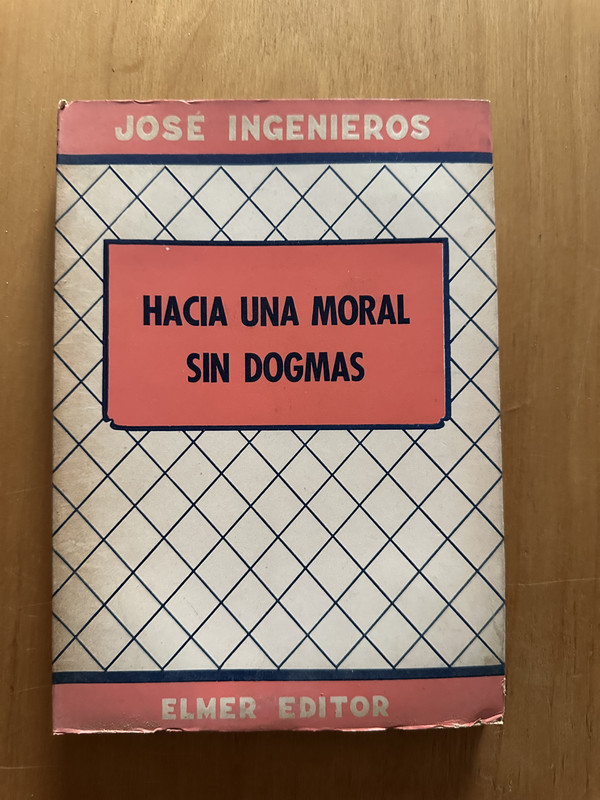 JOSÉ INGENIEROS
HACIA UNA MORAL
SIN DOGMAS
ELMER EDITOR